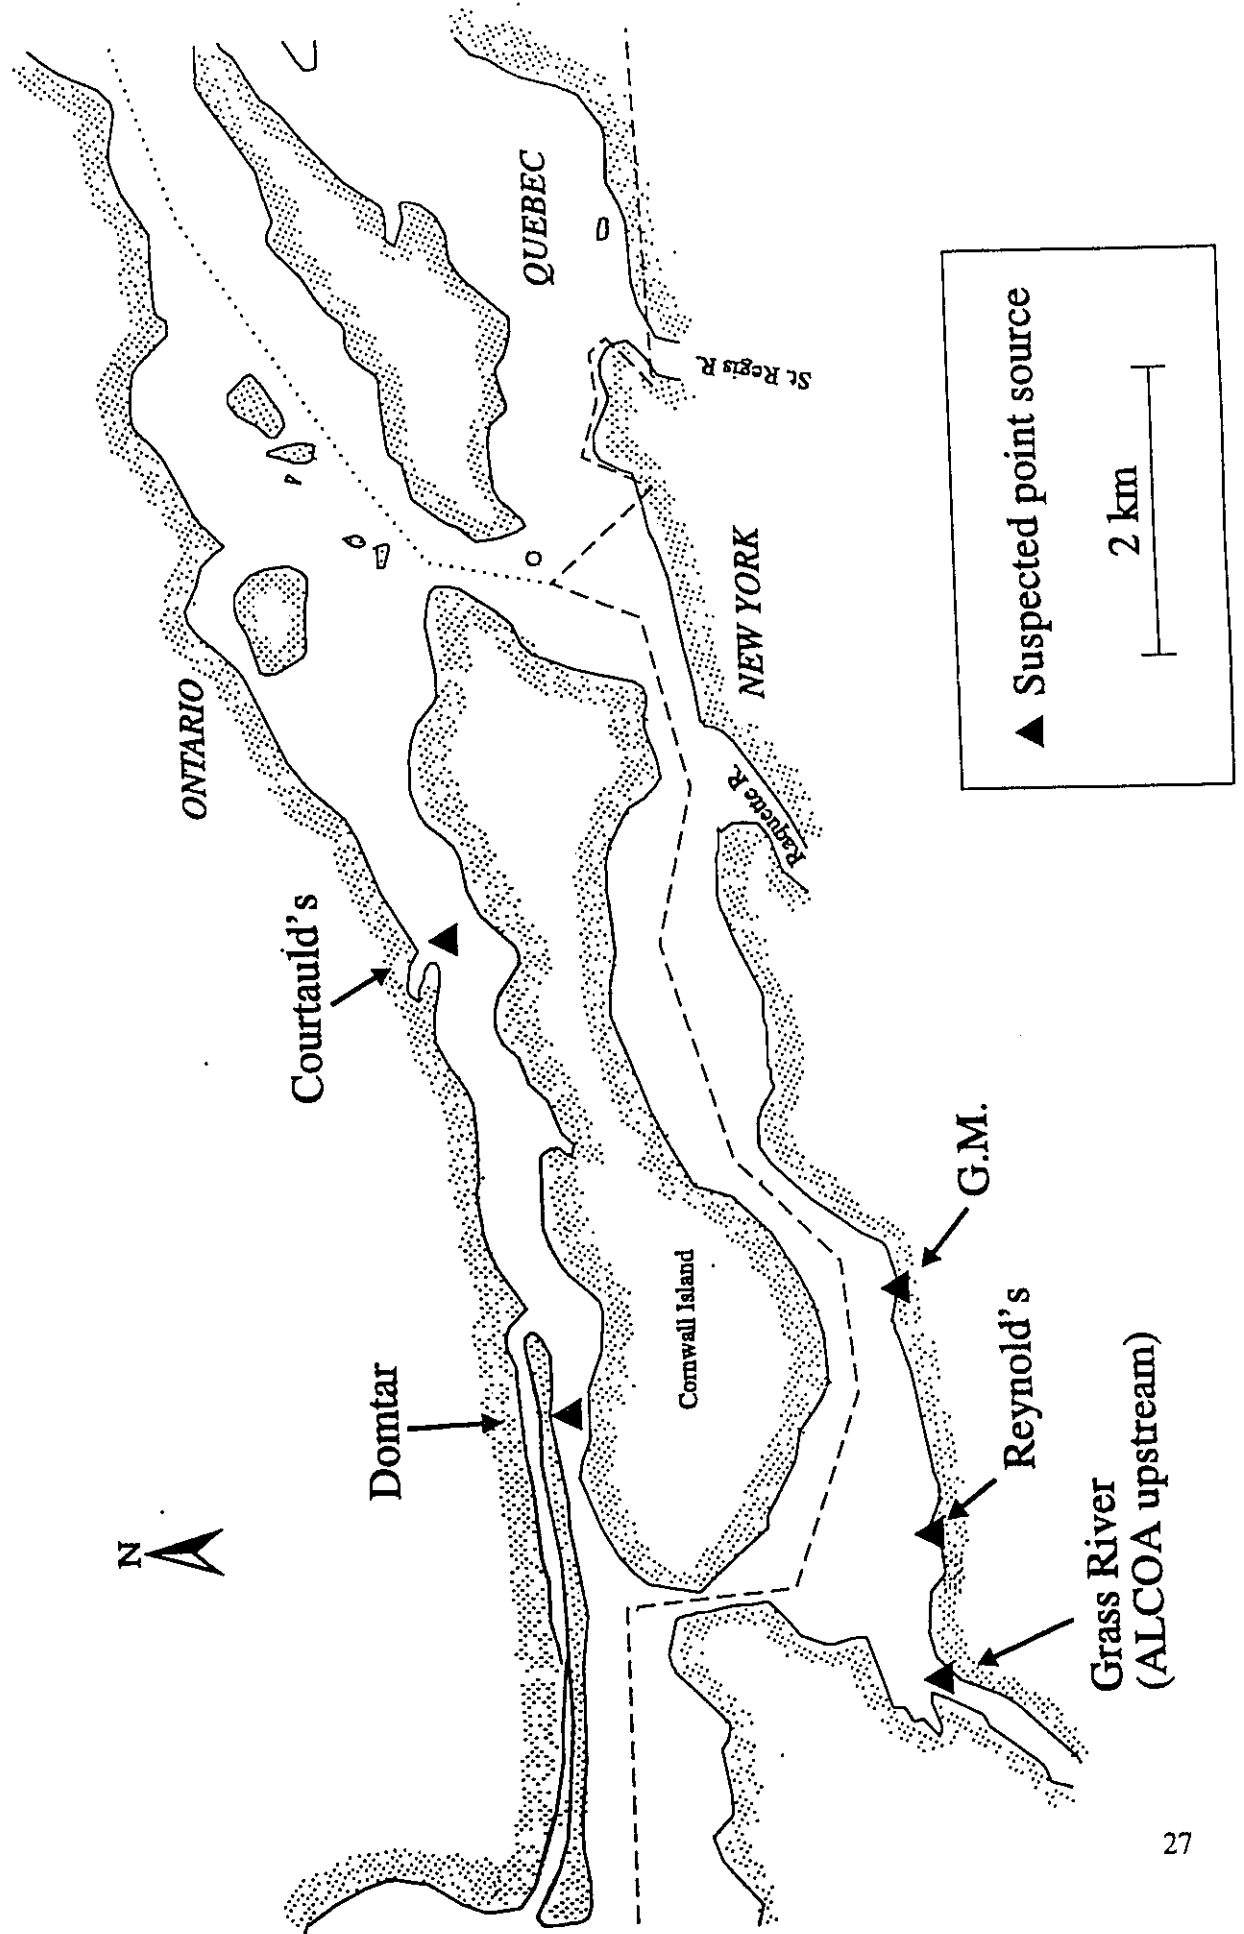 N
ONTARIO
Courtauld's
Domtar
QUEBEC
St. Regis R.
NEW YORK
Raquette R.
Cornwall Island
G.M.
Reynold's
Grass River
(ALCOA upstream)
▲ Suspected point source
2 km
27